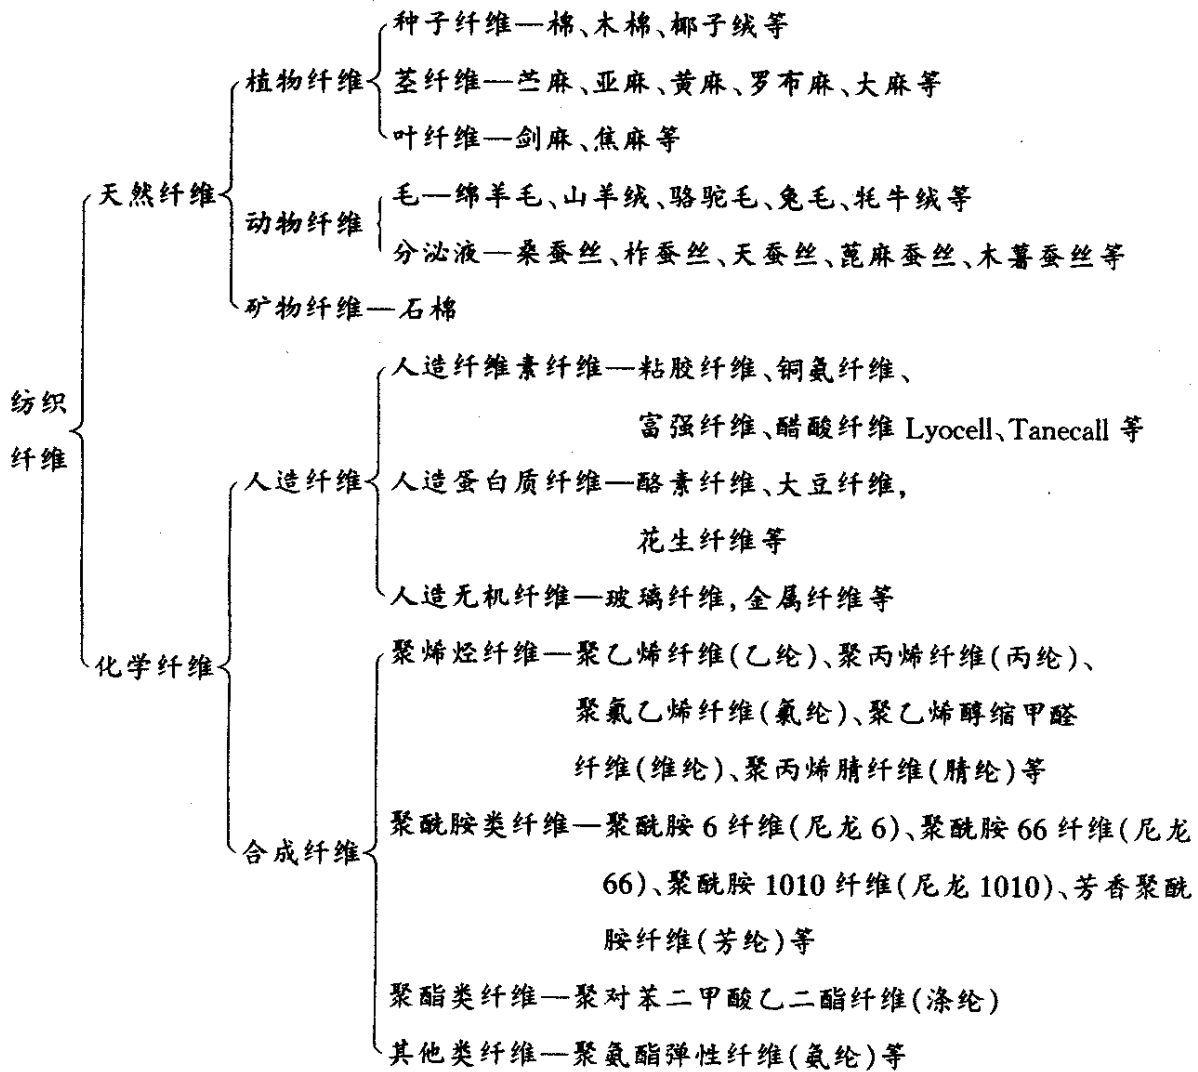 种子纤维—棉、木棉、椰子绒等
植物纤维
茎纤维—苎麻、亚麻、黄麻、罗布麻、大麻等
叶纤维—剑麻、焦麻等
天然纤维
毛—绵羊毛、山羊绒、骆驼毛、兔毛、牦牛绒等
动物纤维
分泌液—桑蚕丝、柞蚕丝、天蚕丝、蓖麻蚕丝、木薯蚕丝等
矿物纤维—石棉
纺织
纤维
人造纤维素纤维—粘胶纤维、铜氨纤维、
富强纤维、醋酸纤维 Lyocell、Tanecall 等
人造纤维
人造蛋白质纤维—酪素纤维、大豆纤维,
花生纤维等
人造无机纤维—玻璃纤维,金属纤维等
化学纤维
聚烯烃纤维—聚乙烯纤维(乙纶)、聚丙烯纤维(丙纶)、
聚氯乙烯纤维(氯纶)、聚乙烯醇缩甲醛
纤维(维纶)、聚丙烯腈纤维(腈纶)等
合成纤维
聚酰胺类纤维—聚酰胺 6 纤维(尼龙 6)、聚酰胺 66 纤维(尼龙
66)、聚酰胺 1010 纤维(尼龙 1010)、芳香聚酰
胺纤维(芳纶)等
聚酯类纤维—聚对苯二甲酸乙二酯纤维(涤纶)
其他类纤维—聚氨酯弹性纤维(氨纶)等